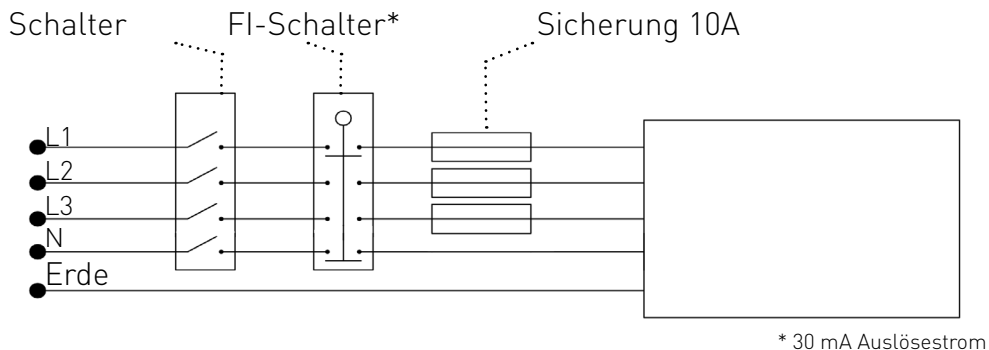 Schalter
FI-Schalter*
Sicherung 10A
L1
L2
L3
N
Erde
* 30 mA Auslösestrom